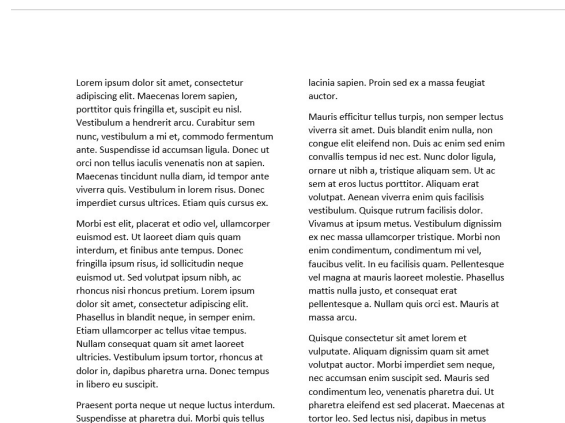 Lorem ipsum dolor sit amet, consectetur
adipiscing elit. Maecenas lorem sapien,
porttitor quis fringilla et, suscipit eu nisl.
Vestibulum a hendrerit arcu. Curabitur sem
nunc, vestibulum a mi et, commodo fermentum
ante. Suspendisse id accumsan ligula. Donec ut
orci non tellus iaculis venenatis non at sapien.
Maecenas tincidunt nulla diam, id tempor ante
viverra quis. Vestibulum in lorem risus. Donec
imperdiet cursus ultrices. Etiam quis cursus ex.
Morbi est elit, placerat et odio vel, ullamcorper
euismod est. Ut laoreet diam quis quam
interdum, et finibus ante tempus. Donec
fringilla ipsum risus, id sollicitudin neque
euismod ut. Sed volutpat ipsum nibh, ac
rhoncus nisi rhoncus pretium. Lorem ipsum
dolor sit amet, consectetur adipiscing elit.
Phasellus in blandit neque, in semper enim.
Etiam ullamcorper ac tellus vitae tempus.
Nullam consequat quam sit amet laoreet
ultricies. Vestibulum ipsum tortor, rhoncus at
dolor in, dapibus pharetra urna. Donec tempus
in libero eu suscipit.
Praesent porta neque ut neque luctus interdum.
Suspendisse at pharetra dui. Morbi quis tellus
lacinia sapien. Proin sed ex a massa feugiat
auctor.
Mauris efficitur tellus turpis, non semper lectus
viverra sit amet. Duis blandit enim nulla, non
congue elit eleifend non. Duis ac enim sed enim
convallis tempus id nec est. Nunc dolor ligula,
ornare ut nibh a, tristique aliquam sem. Ut ac
sem at eros luctus porttitor. Aliquam erat
volutpat. Aenean viverra enim quis facilisis
vestibulum. Quisque rutrum facilisis dolor.
Vivamus at ipsum metus. Vestibulum dignissim
ex nec massa ullamcorper tristique. Morbi non
enim condimentum, condimentum mi vel,
faucibus velit. In eu facilisis quam. Pellentesque
vel magna at mauris laoreet molestie. Phasellus
mattis nulla justo, et consequat erat
pellentesque a. Nullam quis orci est. Mauris at
massa arcu.
Quisque consectetur sit amet lorem et
vulputate. Aliquam dignissim quam sit amet
volutpat auctor. Morbi imperdiet sem neque,
nec accumsan enim suscipit sed. Mauris sed
condimentum leo, venenatis pharetra dui. Ut
pharetra eleifend est sed placerat. Maecenas at
tortor leo. Sed lectus nisi, dapibus in metus